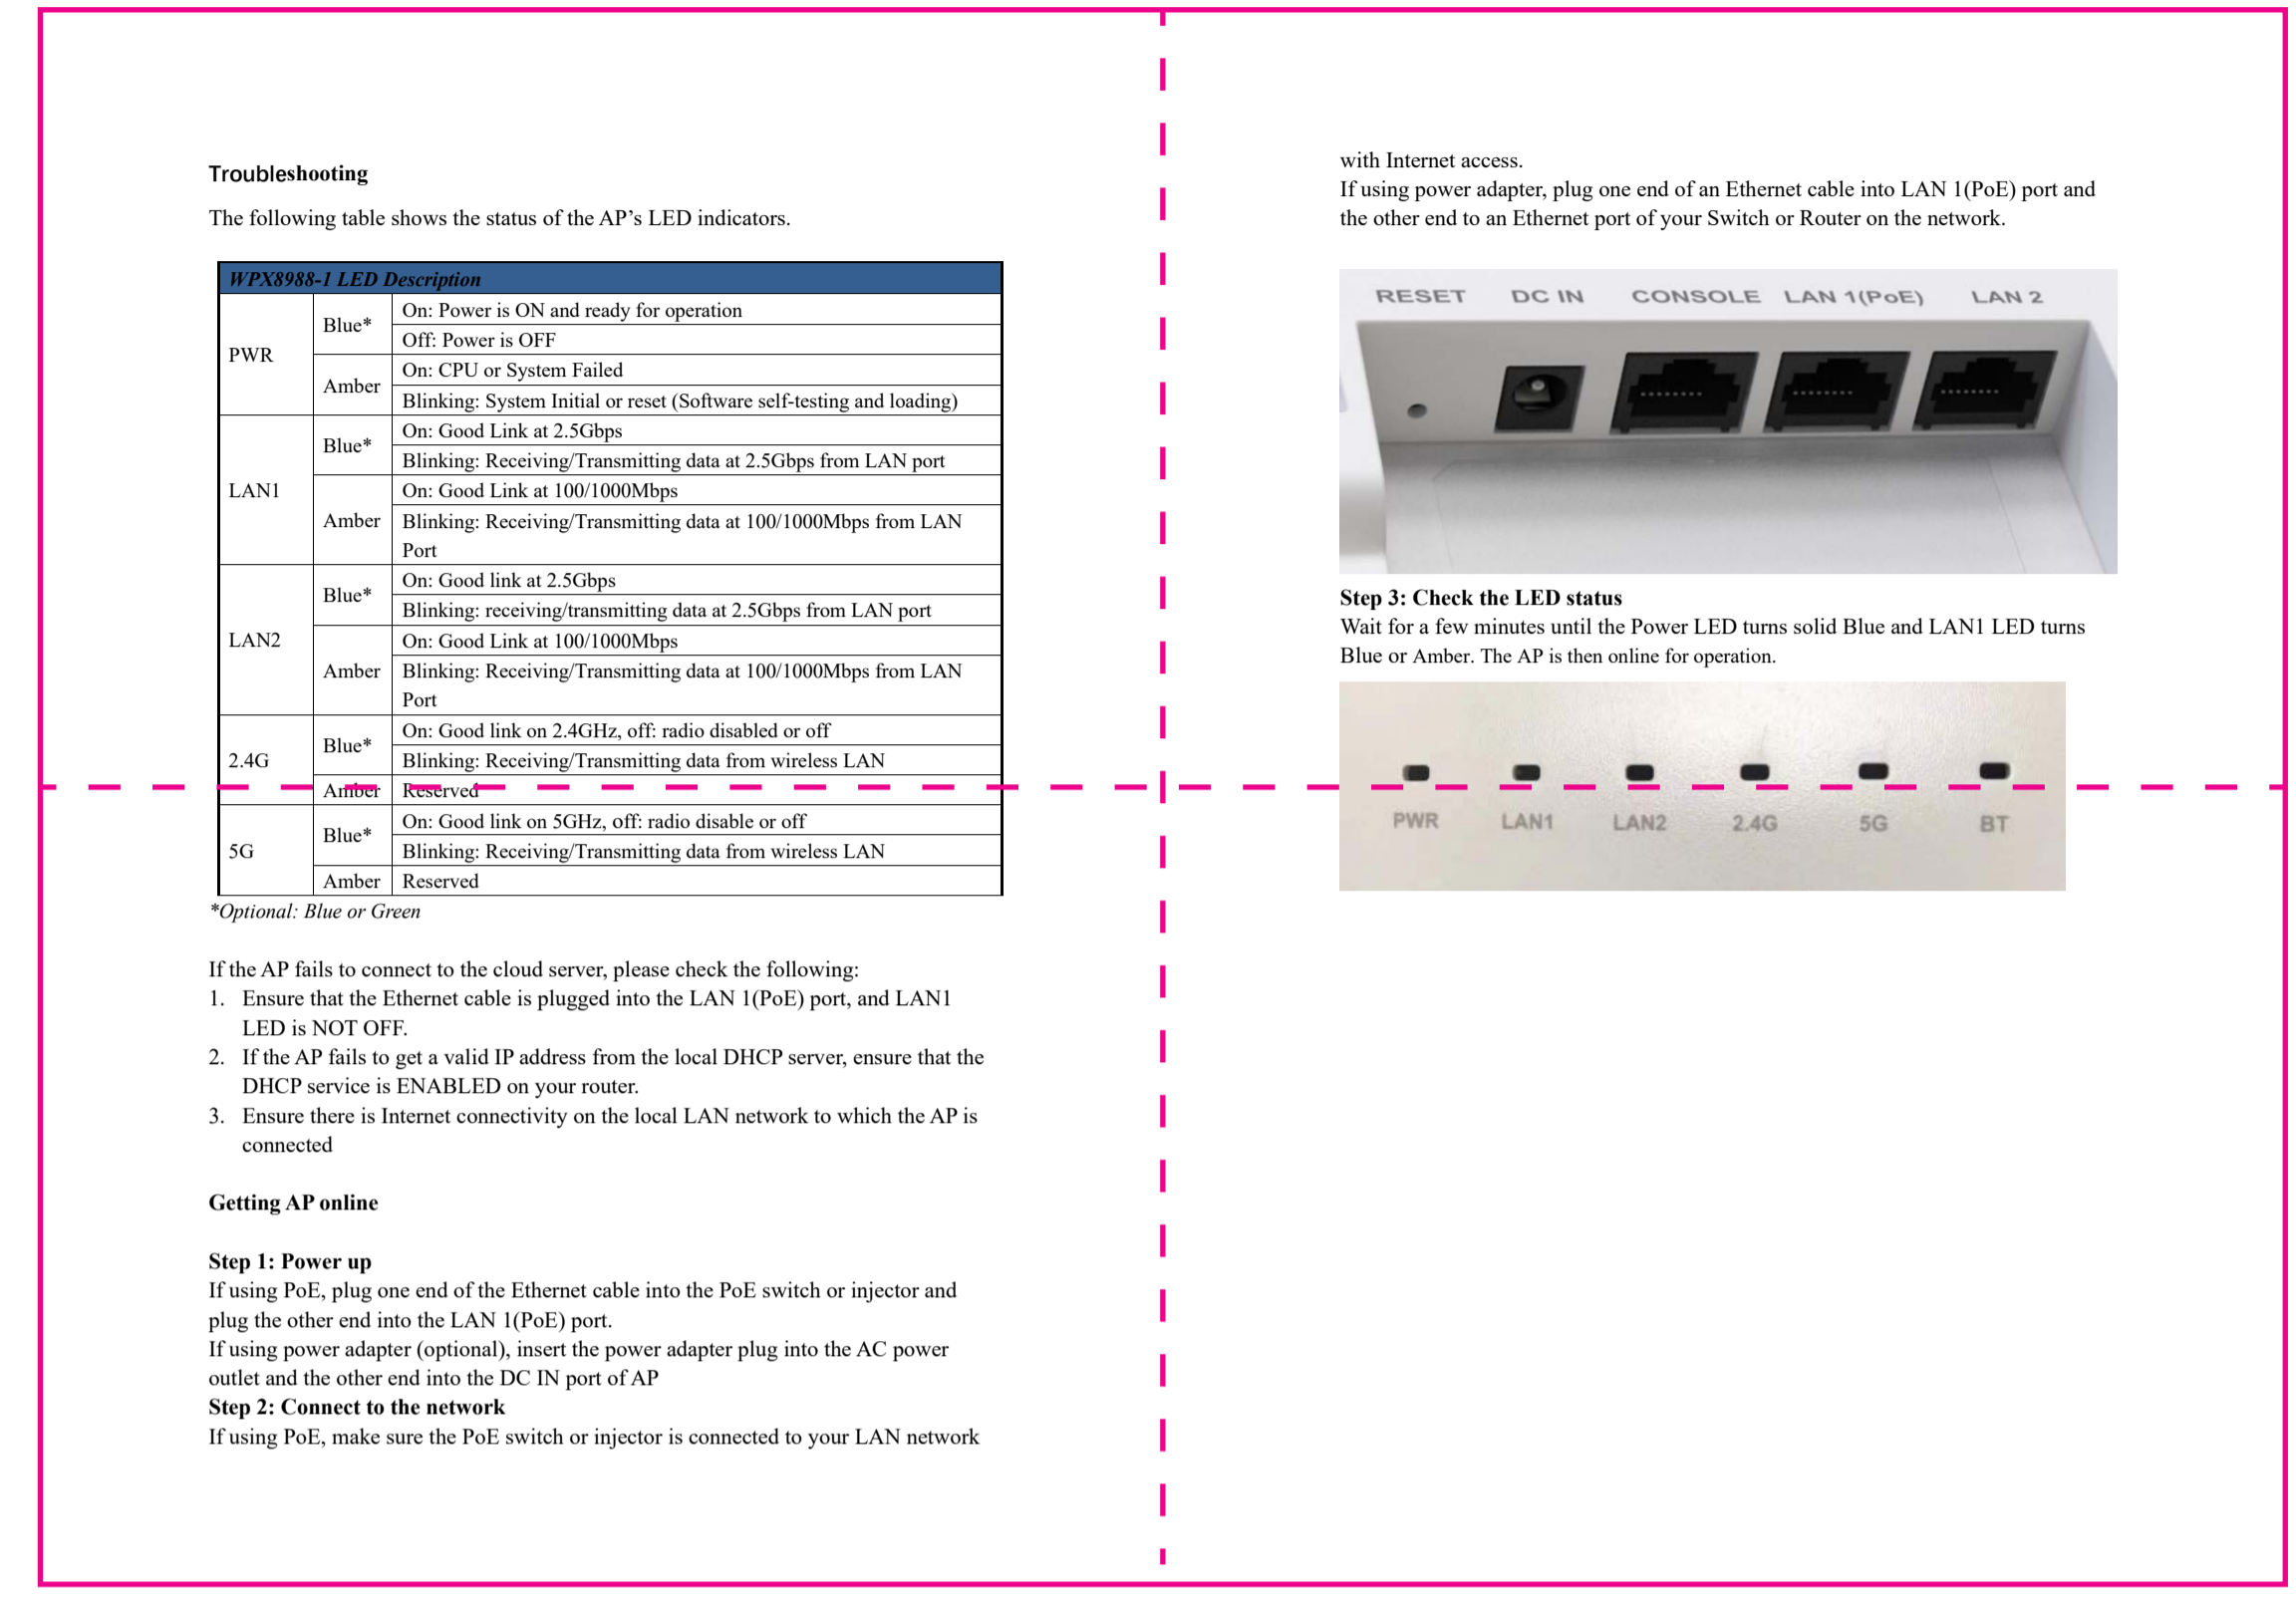 Troubleshooting
The following table shows the status of the AP’s LED indicators.
WPX8988-1 LED Description
PWR
Blue*
On: Power is ON and ready for operation
Off: Power is OFF
Amber
On: CPU or System Failed
Blinking: System Initial or reset (Software self-testing and loading)
LAN1
Blue*
On: Good Link at 2.5Gbps
Blinking: Receiving/Transmitting data at 2.5Gbps from LAN port
Amber
On: Good Link at 100/1000Mbps
Blinking: Receiving/Transmitting data at 100/1000Mbps from LAN
Port
LAN2
Blue*
On: Good link at 2.5Gbps
Blinking: receiving/transmitting data at 2.5Gbps from LAN port
Amber
On: Good Link at 100/1000Mbps
Blinking: Receiving/Transmitting data at 100/1000Mbps from LAN
Port
2.4G
Blue*
On: Good link on 2.4GHz, off: radio disabled or off
Blinking: Receiving/Transmitting data from wireless LAN
Amber
Reserved
5G
Blue*
On: Good link on 5GHz, off: radio disable or off
Blinking: Receiving/Transmitting data from wireless LAN
Amber
Reserved
*Optional: Blue or Green
If the AP fails to connect to the cloud server, please check the following:
1. Ensure that the Ethernet cable is plugged into the LAN 1(PoE) port, and LAN1
LED is NOT OFF.
2. If the AP fails to get a valid IP address from the local DHCP server, ensure that the
DHCP service is ENABLED on your router.
3. Ensure there is Internet connectivity on the local LAN network to which the AP is
connected
Getting AP online
Step 1: Power up
If using PoE, plug one end of the Ethernet cable into the PoE switch or injector and
plug the other end into the LAN 1(PoE) port.
If using power adapter (optional), insert the power adapter plug into the AC power
outlet and the other end into the DC IN port of AP
Step 2: Connect to the network
If using PoE, make sure the PoE switch or injector is connected to your LAN network
with Internet access.
If using power adapter, plug one end of an Ethernet cable into LAN 1(PoE) port and
the other end to an Ethernet port of your Switch or Router on the network.
RESET DC IN CONSOLE LAN 1(PoE) LAN 2
Step 3: Check the LED status
Wait for a few minutes until the Power LED turns solid Blue and LAN1 LED turns
Blue or Amber. The AP is then online for operation.
PWR LAN1 LAN2 2.4G 5G BT